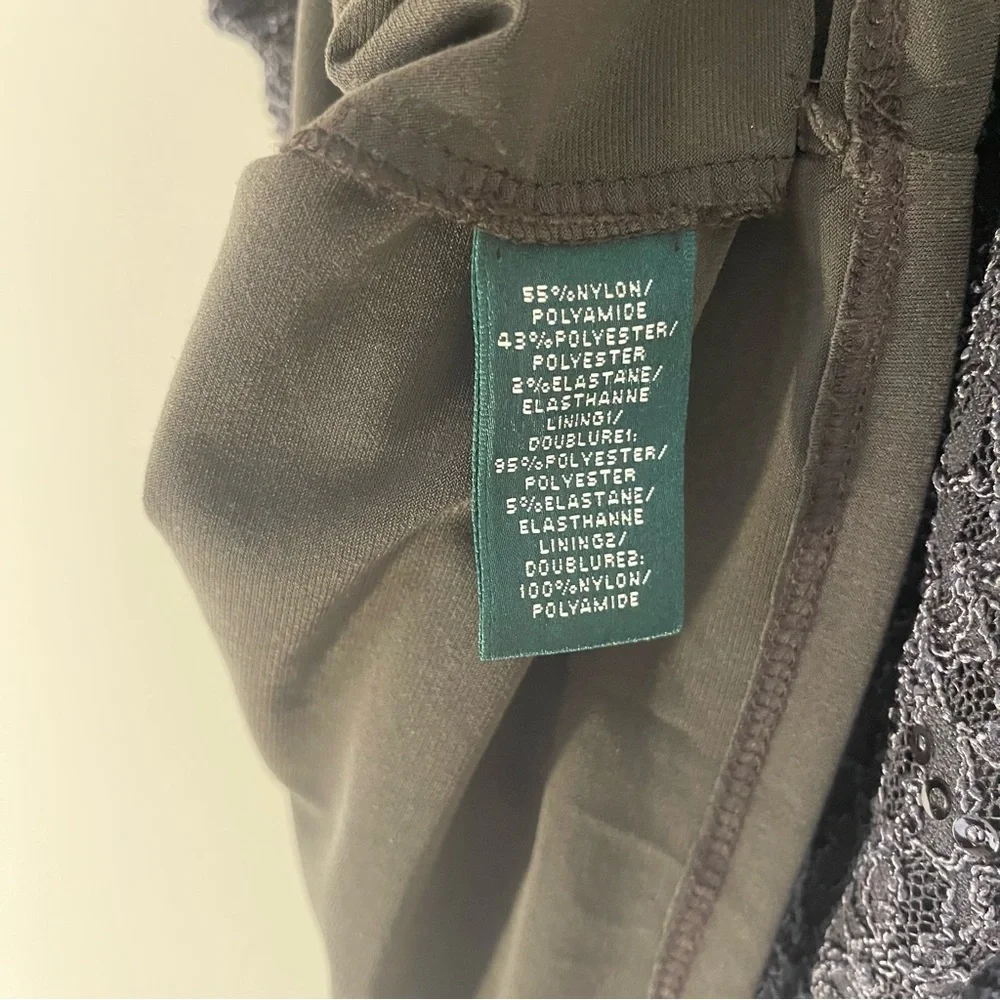 55%NYLON/
POLYAMIDE
43%POLYESTER/
POLYESTER
2%ELASTANE/
ELASTHANNE
LINING1/
DOUBLURE1:
95%POLYESTER/
POLYESTER
5%ELASTANE/
ELASTHANNE
LINING2/
DOUBLURE2:
100%NYLON/
POLYAMIDE